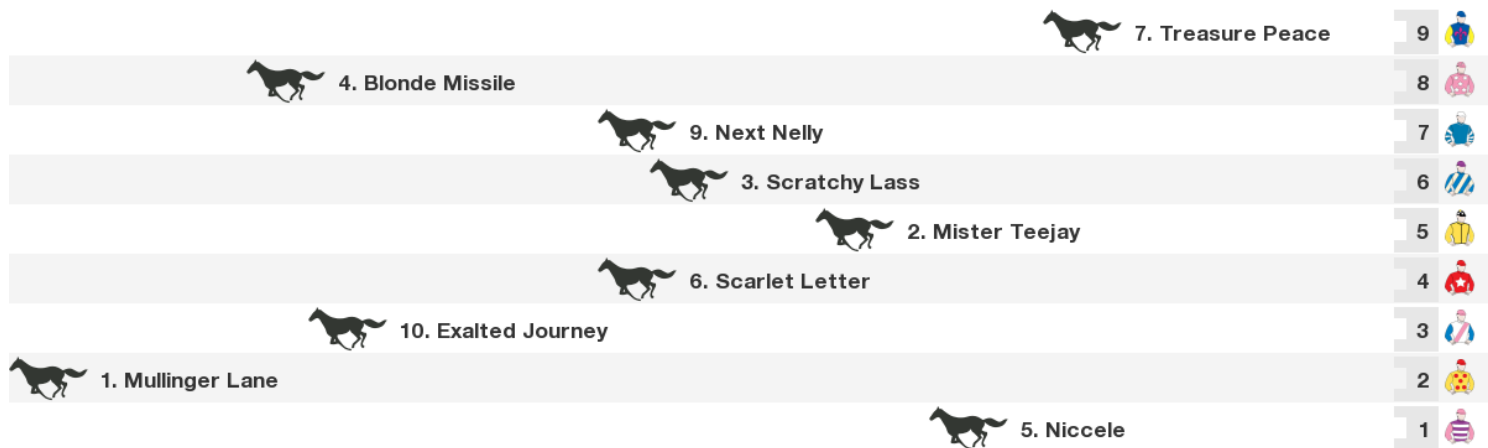 7. Treasure Peace 9
4. Blonde Missile 8
9. Next Nelly 7
3. Scratchy Lass 6
2. Mister Teejay 5
6. Scarlet Letter 4
10. Exalted Journey 3
1. Mullinger Lane 2
5. Niccele 1